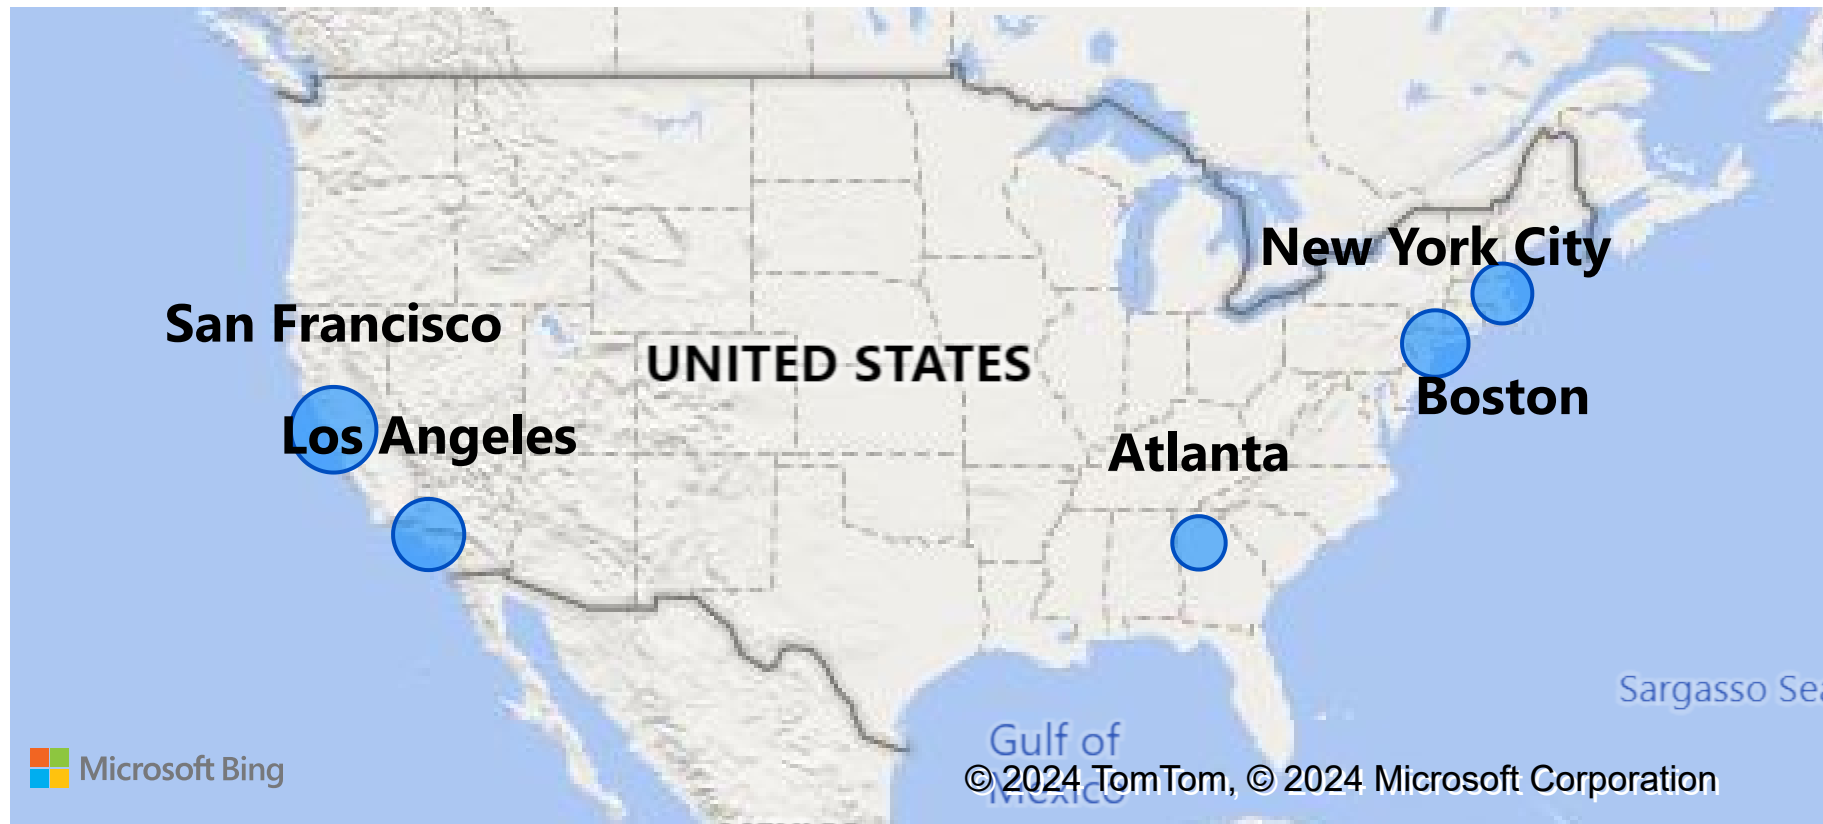 New York City
San Francisco
UNITED STATES
Boston
Los Angeles
Atlanta
Sargasso Sea
Gulf of
Mexico
Microsoft Bing
© 2024 TomTom, © 2024 Microsoft Corporation